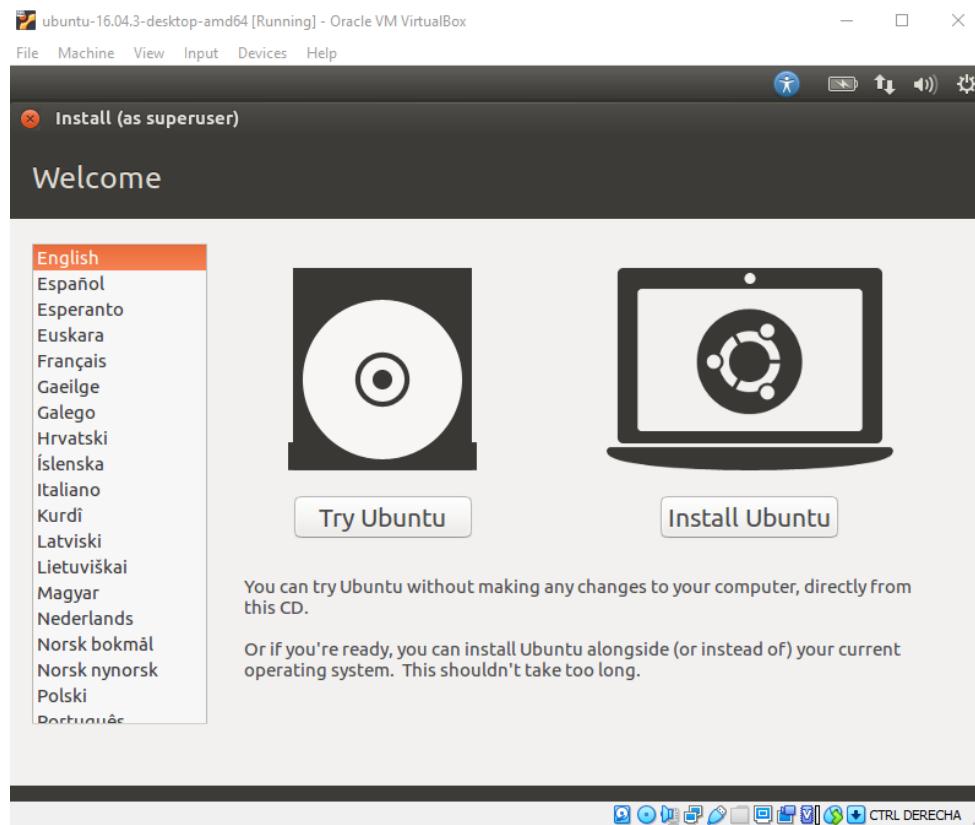 ubuntu-16.04.3-desktop-amd64 [Running] - Oracle VM VirtualBox
File Machine View Input Devices Help
Install (as superuser)
Welcome
English
Español
Esperanto
Euskara
Français
Gaeilge
Galego
Hrvatski
Íslenska
Italiano
Kurdî
Latviski
Lietuviškai
Magyar
Nederlands
Norsk bokmål
Norsk nynorsk
Polski
Português
Try Ubuntu
Install Ubuntu
You can try Ubuntu without making any changes to your computer, directly from
this CD.
Or if you're ready, you can install Ubuntu alongside (or instead of) your current
operating system. This shouldn't take too long.
CTRL DERECHA